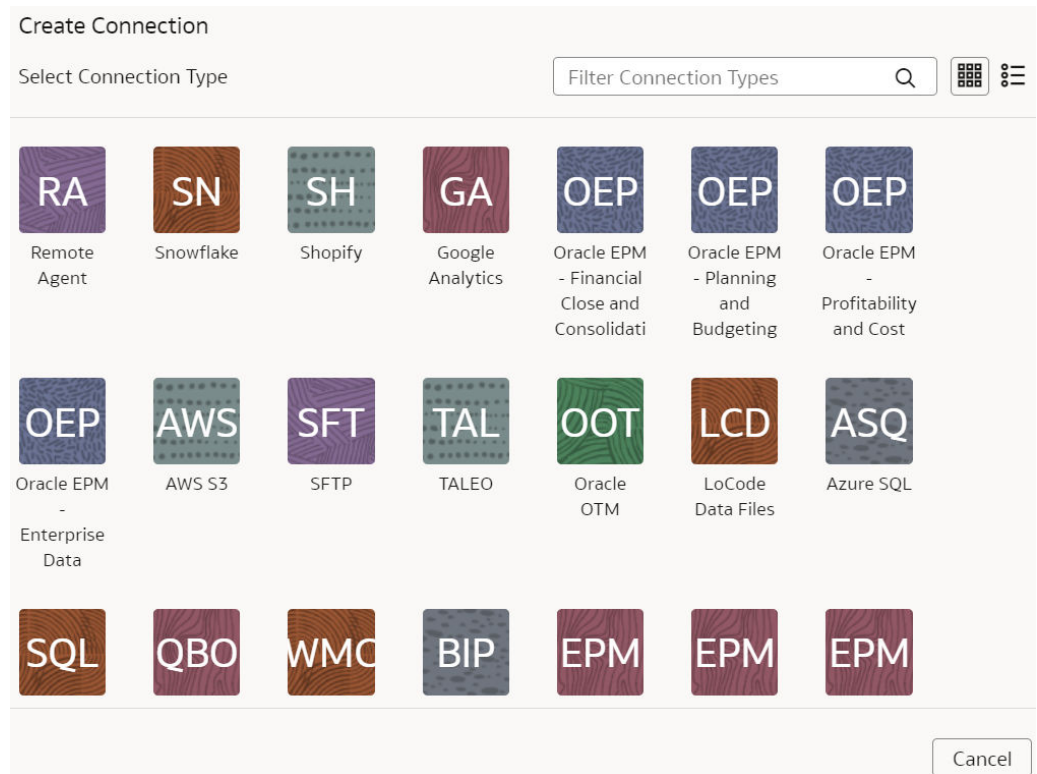 Create Connection
Select Connection Type
Filter Connection Types
RA
SN
SH
GA
OEP
OEP
OEP
Remote
Agent
Snowflake
Shopify
Google
Analytics
Oracle EPM
- Financial
Close and
Consolidati
Oracle EPM
- Planning
and
Budgeting
Oracle EPM
-
Profitability
and Cost
OEP
AWS
SFT
TAL
OOT
LCD
ASQ
Oracle EPM
-
Enterprise
Data
AWS S3
SFTP
TALEO
Oracle
OTM
LoCode
Data Files
Azure SQL
SQL
QBO
WMC
BIP
EPM
EPM
EPM
Cancel